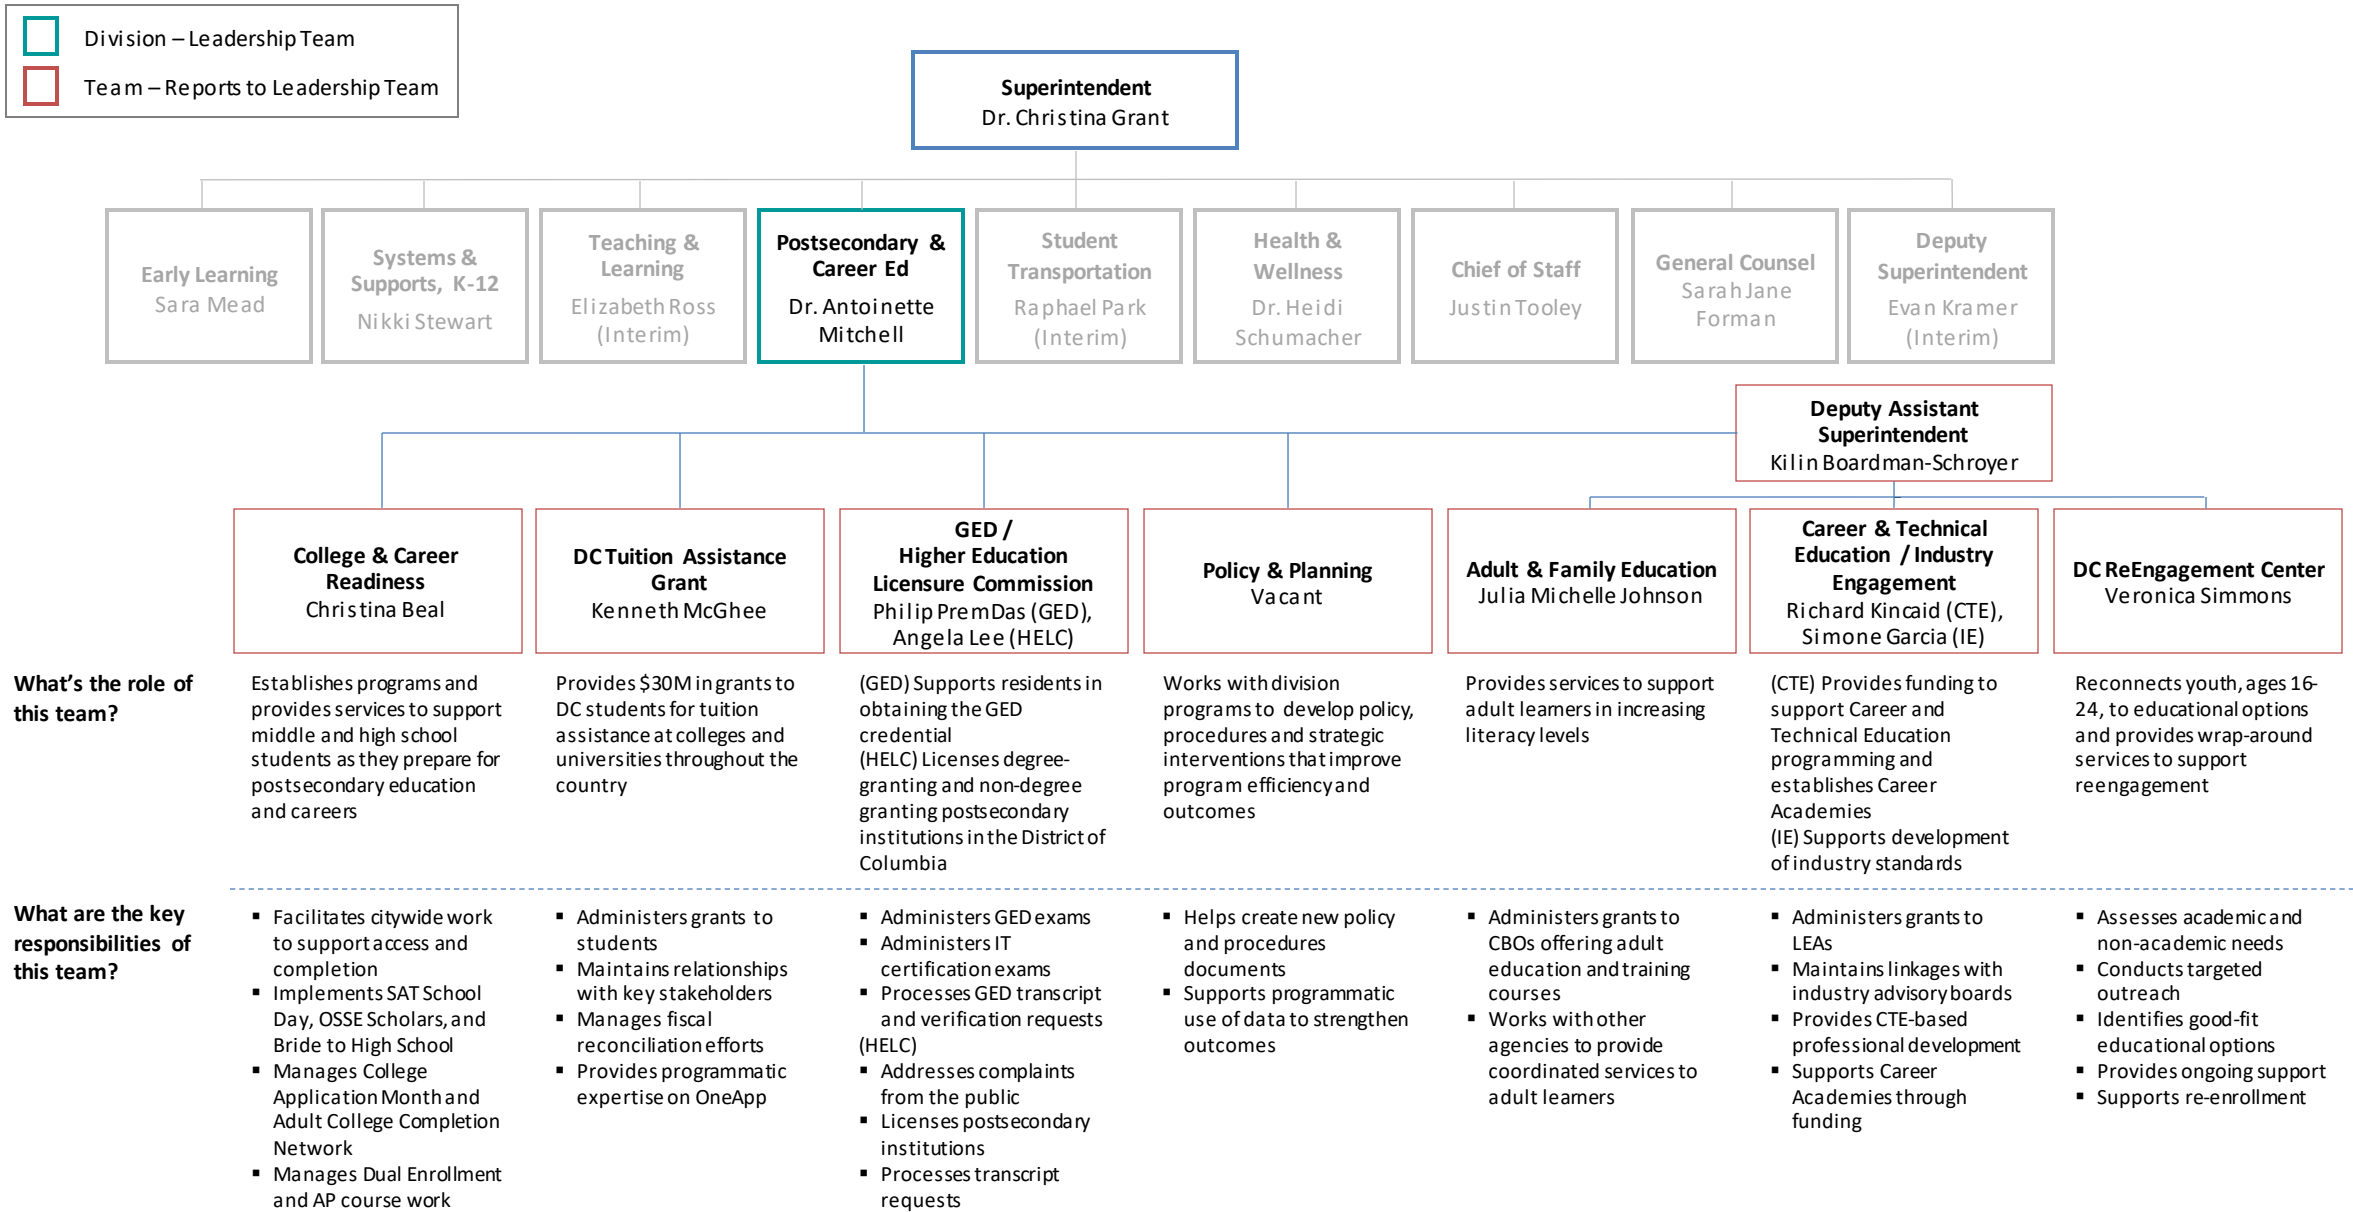 Division – Leadership Team
Team – Reports to Leadership Team
Superintendent
Dr. Christina Grant
Early Learning
Sara Mead
Systems &
Supports, K-12
Nikki Stewart
Teaching &
Learning
Elizabeth Ross
(Interim)
Postsecondary &
Career Ed
Dr. Antoinette
Mitchell
Student
Transportation
Raphael Park
(Interim)
Health &
Wellness
Dr. Heidi
Schumacher
Chief of Staff
Justin Tooley
General Counsel
Sarah Jane
Forman
Deputy
Superintendent
Evan Kramer
(Interim)
Deputy Assistant
Superintendent
Kilin Boardman-Schroyer
College & Career
Readiness
Christina Beal
DC Tuition Assistance
Grant
Kenneth McGhee
GED /
Higher Education
Licensure Commission
Philip PremDas (GED),
Angela Lee (HELC)
Policy & Planning
Vacant
Adult & Family Education
Julia Michelle Johnson
Career & Technical
Education / Industry
Engagement
Richard Kincaid (CTE),
Simone Garcia (IE)
DC ReEngagement Center
Veronica Simmons
What's the role of
this team?
Establishes programs and
provides services to support
middle and high school
students as they prepare for
postsecondary education
and careers
Provides $30M in grants to
DC students for tuition
assistance at colleges and
universities throughout the
country
(GED) Supports residents in
obtaining the GED
credential
(HELC) Licenses degree-
granting and non-degree
granting postsecondary
institutions in the District of
Columbia
Works with division
programs to develop policy,
procedures and strategic
interventions that improve
program efficiency and
outcomes
Provides services to support
adult learners in increasing
literacy levels
(CTE) Provides funding to
support Career and
Technical Education
programming and
establishes Career
Academies
(IE) Supports development
of industry standards
Reconnects youth, ages 16-
24, to educational options
and provides wrap-around
services to support
reengagement
What are the key
responsibilities of
this team?
▪ Facilitates citywide work
to support access and
completion
▪ Implements SAT School
Day, OSSE Scholars, and
Bride to High School
▪ Manages College
Application Month and
Adult College Completion
Network
▪ Manages Dual Enrollment
and AP course work
▪ Administers grants to
students
▪ Maintains relationships
with key stakeholders
▪ Manages fiscal
reconciliation efforts
▪ Provides programmatic
expertise on OneApp
▪ Administers GED exams
▪ Administers IT
certification exams
▪ Processes GED transcript
and verification requests
(HELC)
▪ Addresses complaints
from the public
▪ Licenses postsecondary
institutions
▪ Processes transcript
requests
▪ Helps create new policy
and procedures
documents
▪ Supports programmatic
use of data to strengthen
outcomes
▪ Administers grants to
CBOs offering adult
education and training
courses
▪ Works with other
agencies to provide
coordinated services to
adult learners
▪ Administers grants to
LEAs
▪ Maintains linkages with
industry advisory boards
▪ Provides CTE-based
professional development
▪ Supports Career
Academies through
funding
▪ Assesses academic and
non-academic needs
▪ Conducts targeted
outreach
▪ Identifies good-fit
educational options
▪ Provides ongoing support
▪ Supports re-enrollment